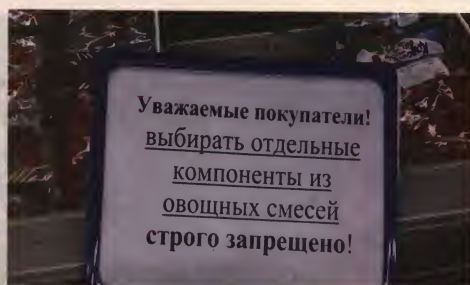 Уважаемые покупатели!
выбирать отдельные
компоненты из
овощных смесей
строго запрещено!